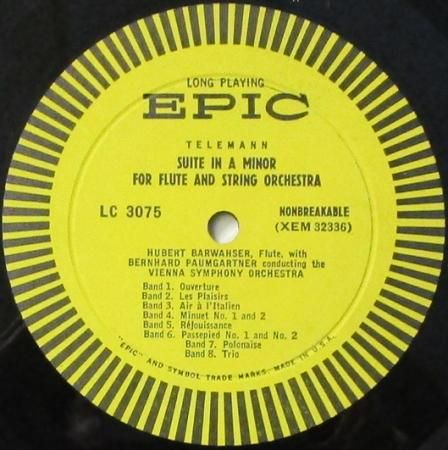 LONG PLAYING
EPIC
TELEMANN
SUITE IN A MINOR
FOR FLUTE AND STRING ORCHESTRA
LC 3075
NONBREAKABLE
(XEM 32336)
HUBERT BARWAHSER, Flute, with
BERNHARD PAUMGARTNER conducting the
VIENNA SYMPHONY ORCHESTRA
Band 1. Ouverture
Band 2. Les Plaisirs
Band 3. Air à l'Italien
Band 4. Minuet No. 1 and 2
Band 5. Réjouissance
Band 6. Passepied No. 1 and No. 2
Band 7. Polonaise
Band 8. Trio
"EPIC" AND SYMBOL TRADE MARKS. MADE IN U.S.A.